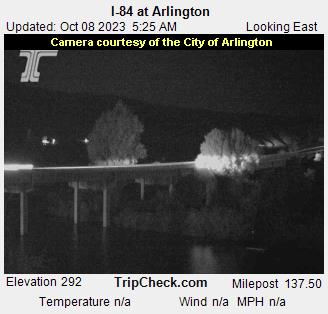 I-84 at Arlington
Updated: Oct 08 2023 5:25 AM Looking East
Camera courtesy of the City of Arlington
Elevation 292 TripCheck.com Milepost 137.50
Temperature n/a Wind n/a MPH n/a